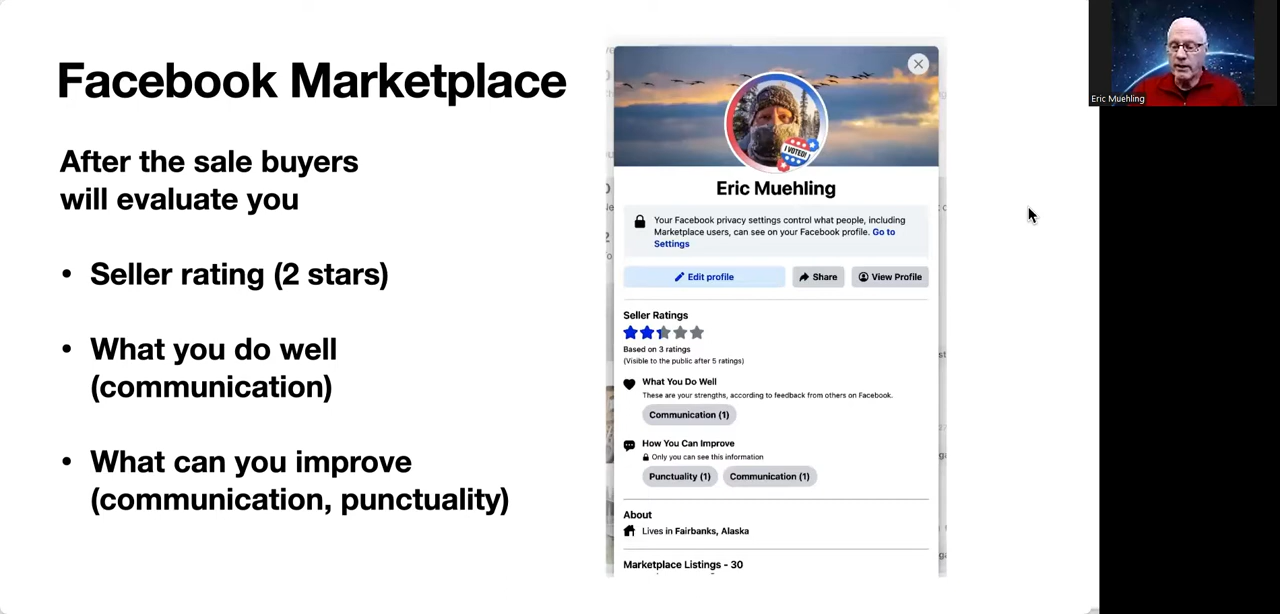 Facebook Marketplace
After the sale buyers
will evaluate you
• Seller rating (2 stars)
• What you do well
(communication)
• What can you improve
(communication, punctuality)
I VOTED!
Eric Muehling
Your Facebook privacy settings control what people, including
Marketplace users, can see on your Facebook profile. Go to
Settings
Edit profile
Share
View Profile
Seller Ratings
Based on 3 ratings
(Visible to the public after 5 ratings)
What You Do Well
These are your strengths, according to feedback from others on Facebook.
Communication (1)
How You Can Improve
Only you can see this information
Punctuality (1)
Communication (1)
About
Lives in Fairbanks, Alaska
Marketplace Listings - 30
Eric Muehling